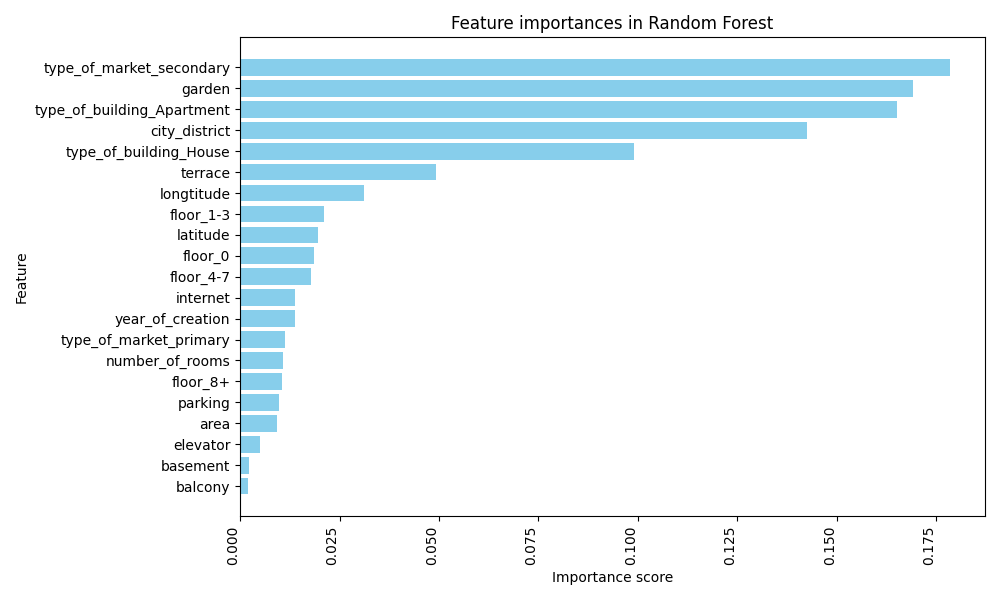 Feature importances in Random Forest
type_of_market_secondary
garden
type_of_building_Apartment
city_district
type_of_building_House
terrace
longtitude
floor_1-3
latitude
floor_0
floor_4-7
internet
year_of_creation
type_of_market_primary
number_of_rooms
floor_8+
parking
area
elevator
basement
balcony
Feature
0.000
0.025
0.050
0.075
0.100
0.125
0.150
0.175
Importance score